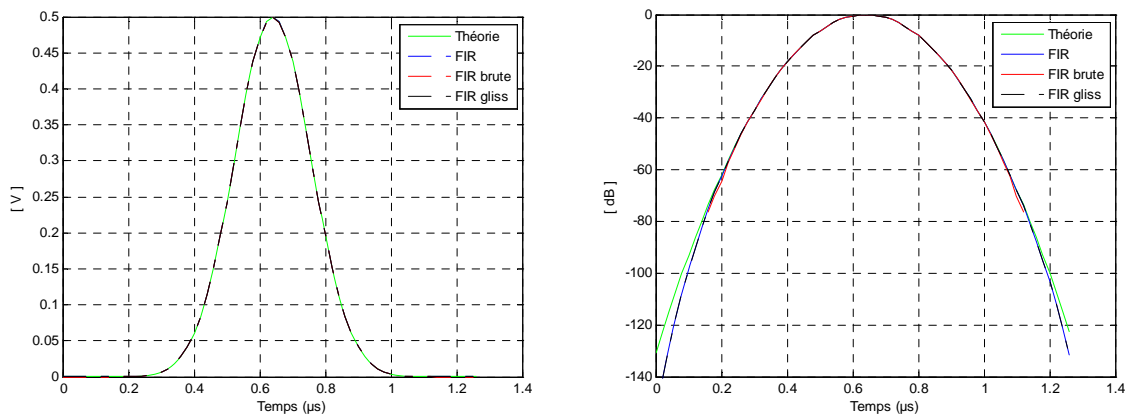 0.5
0.45
0.4
0.35
0.3
0.25
0.2
0.15
0.1
0.05
0
[ V]
0 0.2 0.4 0.6 0.8 1 1.2 1.4
Temps (µs)
Théorie
FIR
FIR brute
FIR gliss
0
-20
-40
-60
-80
-100
-120
-140
[ dB ]
0 0.2 0.4 0.6 0.8 1 1.2 1.4
Temps (µs)
Théorie
FIR
FIR brute
FIR gliss